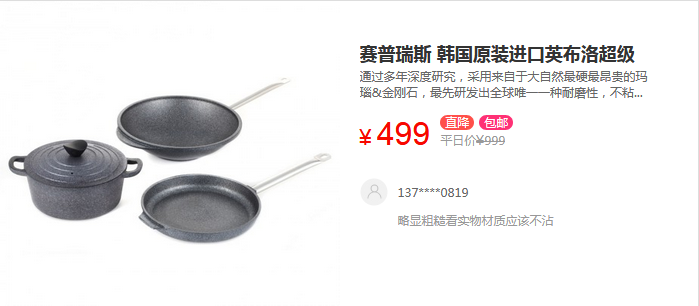 赛普瑞斯 韩国原装进口英布洛超级
通过多年深度研究，采用来自于大自然最硬最昂贵的玛
瑙&金刚石，最先研发出全球唯一一种耐磨性，不粘...
¥ 499 直降 包邮
平日价¥999
137****0819
略显粗糙看实物材质应该不沾